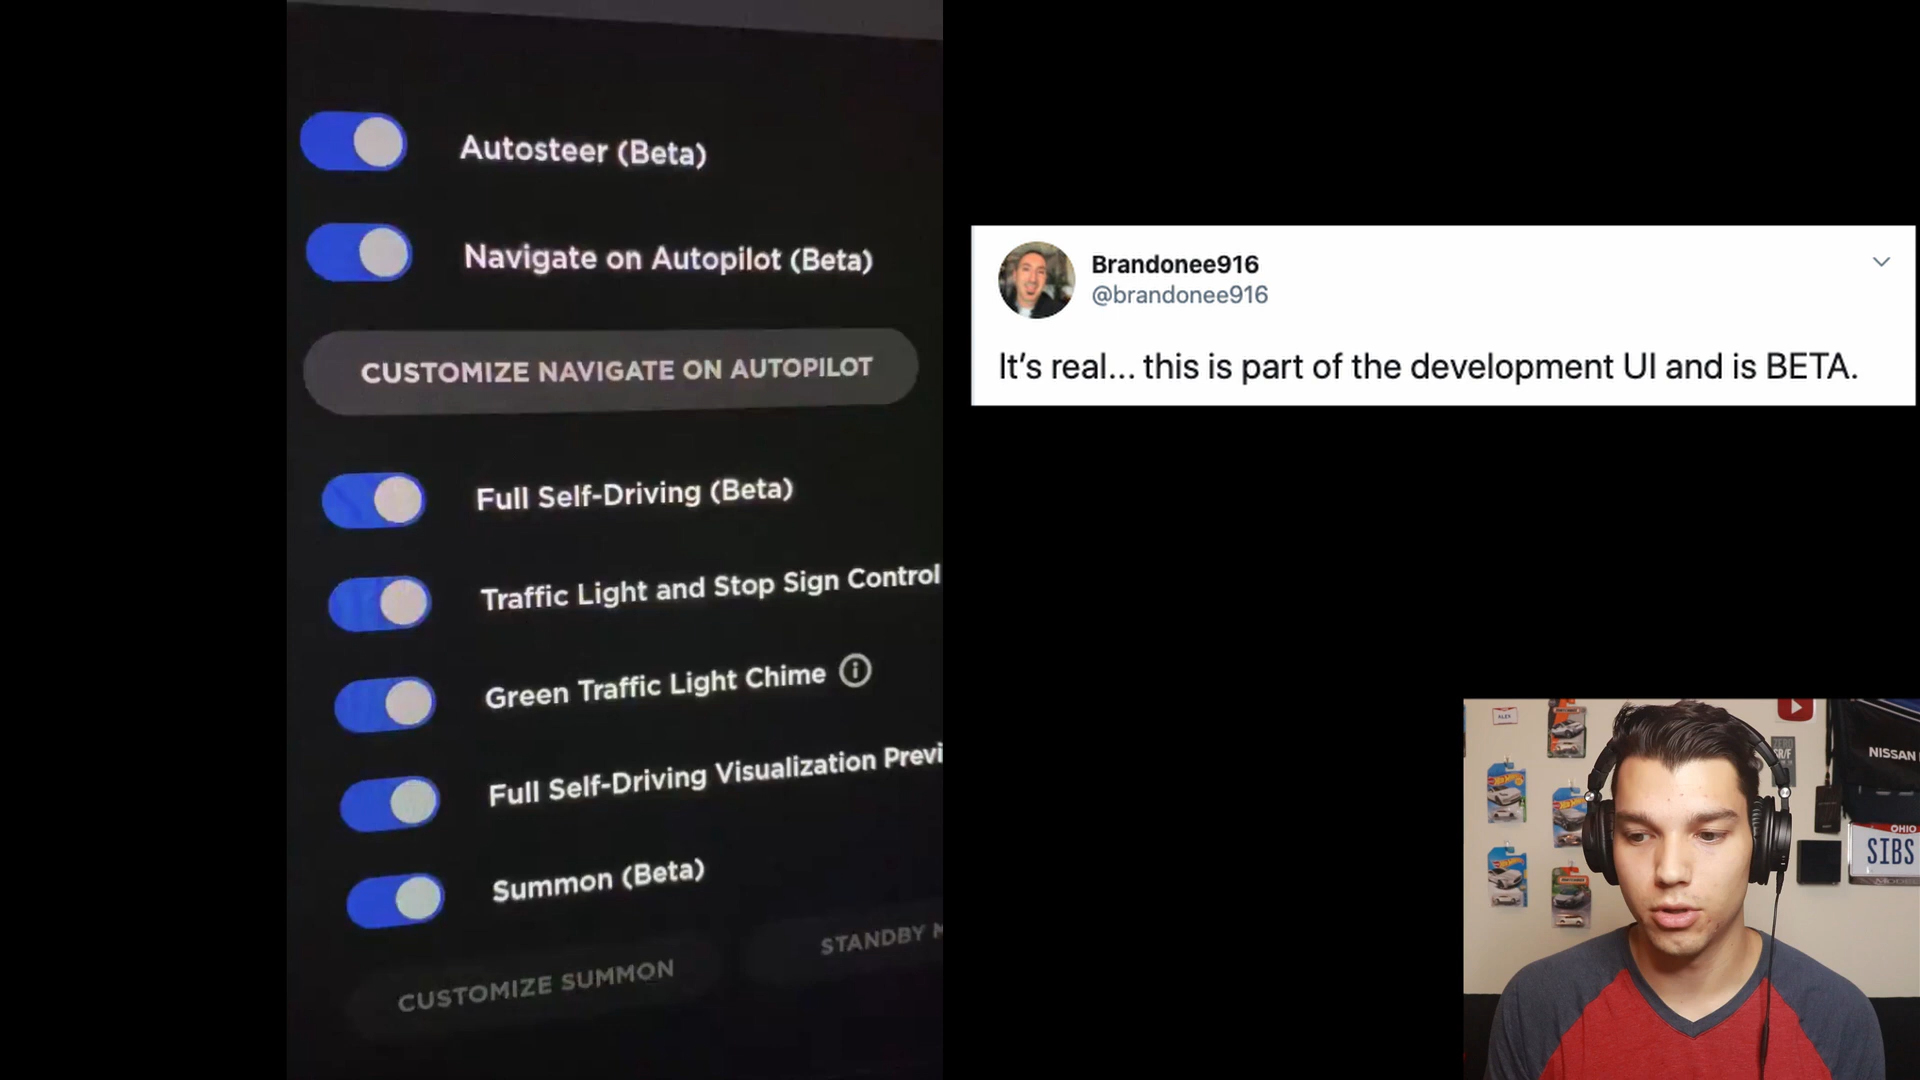 Autosteer (Beta)
Navigate on Autopilot (Beta)
CUSTOMIZE NAVIGATE ON AUTOPILOT
Full Self-Driving (Beta)
Traffic Light and Stop Sign Control
Green Traffic Light Chime
Full Self-Driving Visualization Previ
Summon (Beta)
STANDBY M
CUSTOMIZE SUMMON
Brandonee916
@brandonee916
It's real... this is part of the development UI and is BETA.
NISSAN
OHIO
SIBS